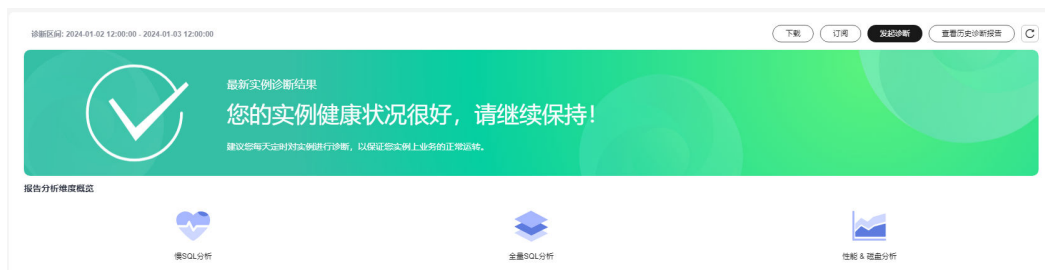 诊断区间: 2024-01-02 12:00:00 - 2024-01-03 12:00:00
下载 订阅 发起诊断 查看历史诊断报告
最新实例诊断结果
您的实例健康状况很好，请继续保持！
建议您每天定时对实例进行诊断，以保证您实例上业务的正常运转。
报告分析维度概览
慢SQL分析 全量SQL分析 性能 & 磁盘分析